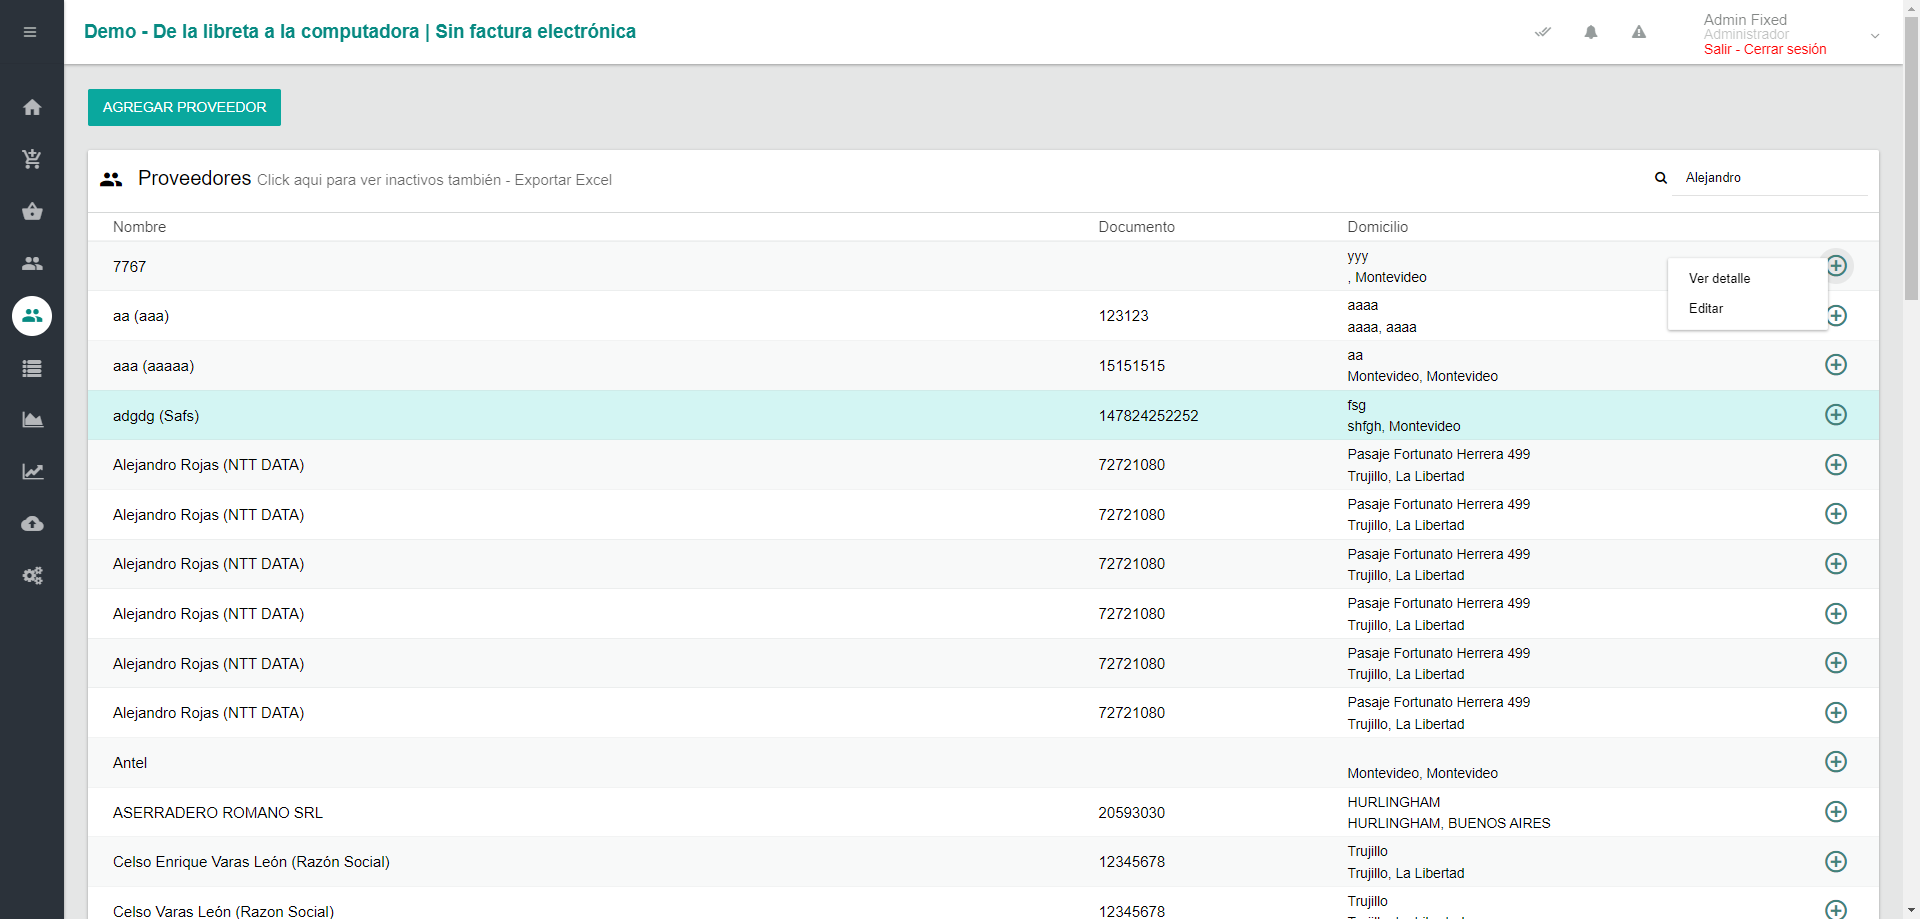 Demo - De la libreta a la computadora | Sin factura electrónica
Admin Fixed
Administrador
Salir - Cerrar sesión
AGREGAR PROVEEDOR
Proveedores Click aqui para ver inactivos también - Exportar Excel
Alejandro
Nombre Documento Domicilio
7767 yyy
, Montevideo
Ver detalle
Editar
aa (aaa) 123123 aaaa
aaaa, aaaa
aaa (aaaaa) 15151515 aa
Montevideo, Montevideo
adgdg (Safs) 147824252252 fsg
shfgh, Montevideo
Alejandro Rojas (NTT DATA) 72721080 Pasaje Fortunato Herrera 499
Trujillo, La Libertad
Alejandro Rojas (NTT DATA) 72721080 Pasaje Fortunato Herrera 499
Trujillo, La Libertad
Alejandro Rojas (NTT DATA) 72721080 Pasaje Fortunato Herrera 499
Trujillo, La Libertad
Alejandro Rojas (NTT DATA) 72721080 Pasaje Fortunato Herrera 499
Trujillo, La Libertad
Alejandro Rojas (NTT DATA) 72721080 Pasaje Fortunato Herrera 499
Trujillo, La Libertad
Alejandro Rojas (NTT DATA) 72721080 Pasaje Fortunato Herrera 499
Trujillo, La Libertad
Antel
Montevideo, Montevideo
ASERRADERO ROMANO SRL 20593030 HURLINGHAM
HURLINGHAM, BUENOS AIRES
Celso Enrique Varas León (Razón Social) 12345678 Trujillo
Trujillo, La Libertad
Celso Varas León (Razon Social) 12345678 Trujillo